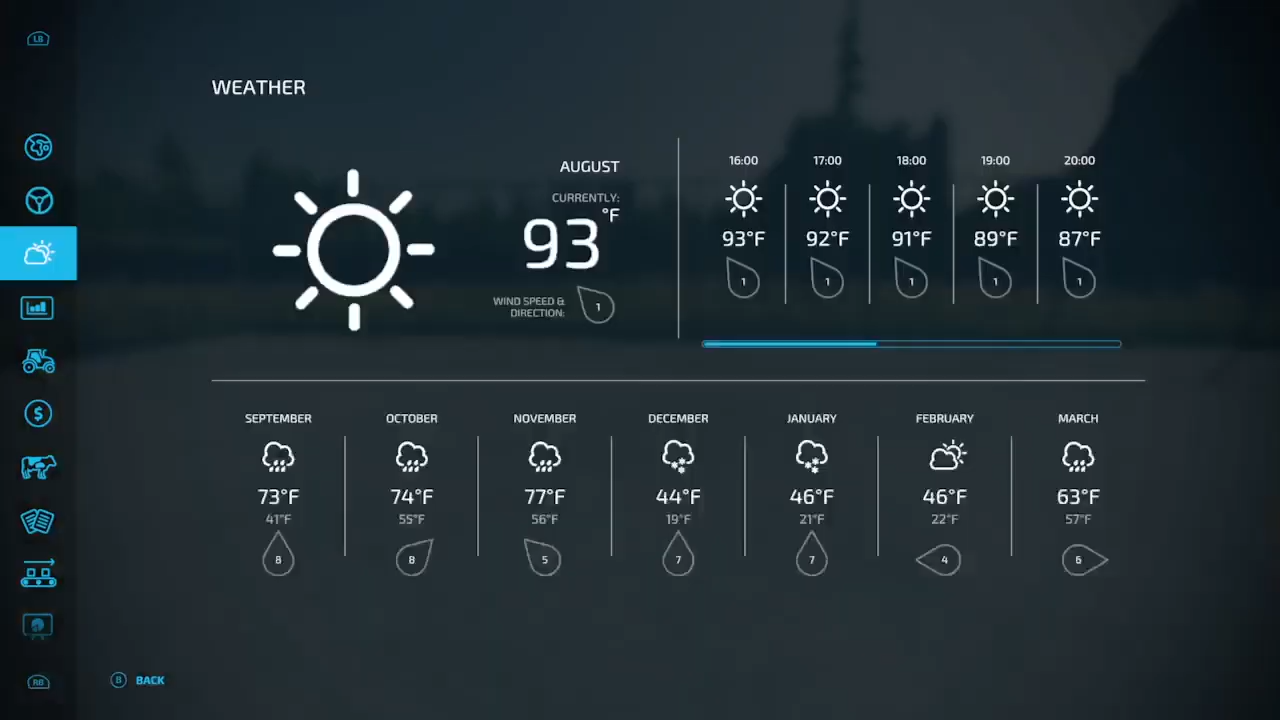 LB
WEATHER
AUGUST
CURRENTLY:
93 °F
WIND SPEED &
DIRECTION:
1
16:00 17:00 18:00 19:00 20:00
93°F 92°F 91°F 89°F 87°F
1 1 1 1 1
SEPTEMBER OCTOBER NOVEMBER DECEMBER JANUARY FEBRUARY MARCH
73°F 74°F 77°F 44°F 46°F 46°F 63°F
41°F 55°F 56°F 19°F 21°F 22°F 57°F
8 8 5 7 7 4 6
$
RB
B BACK